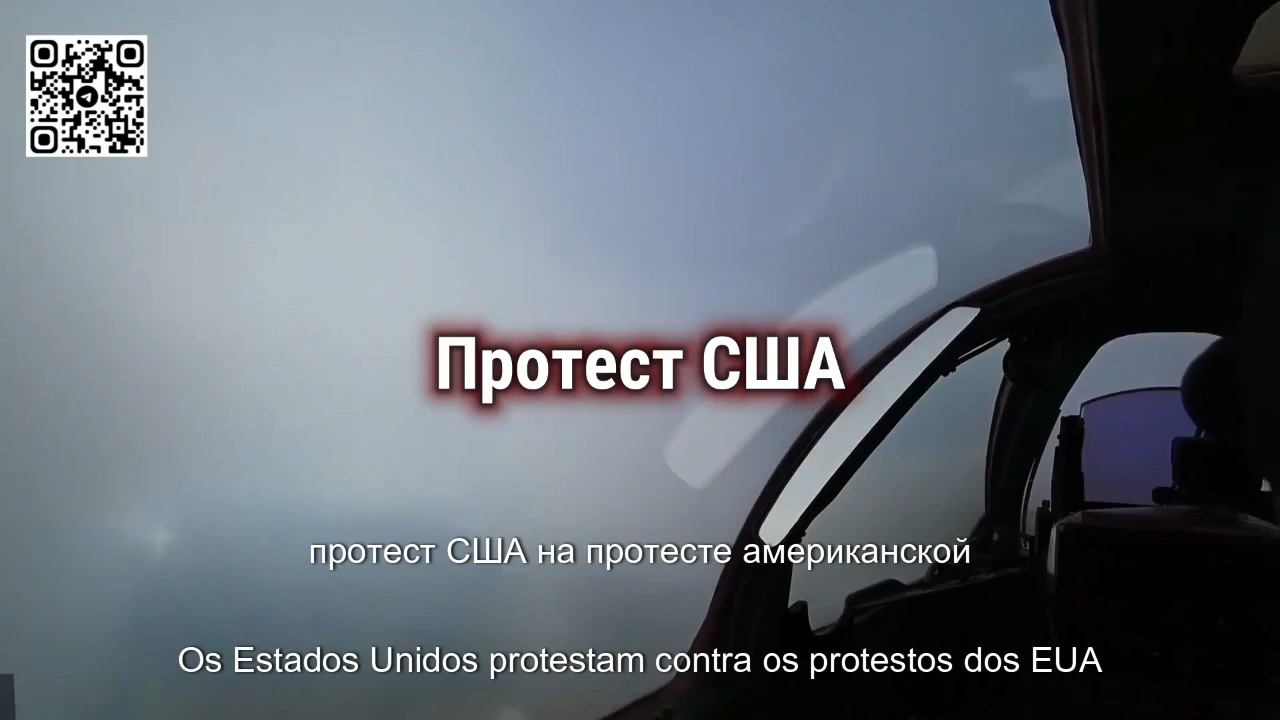 Протест США
протест США на протесте американской
Os Estados Unidos protestam contra os protestos dos EUA